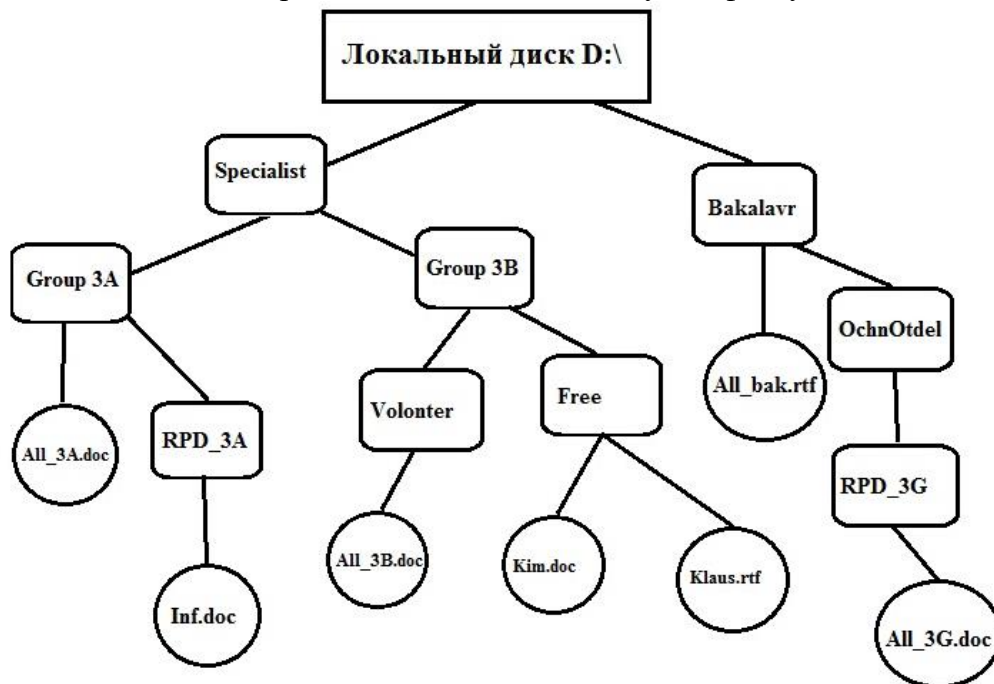 Локальный диск D:\
Specialist
Bakalavr
Group 3A
Group 3B
OchnOtdel
All_bak.rtf
Volonter
Free
All_3A.doc
RPD_3A
RPD_3G
All_3B.doc
Kim.doc
Klaus.rtf
Inf.doc
All_3G.doc